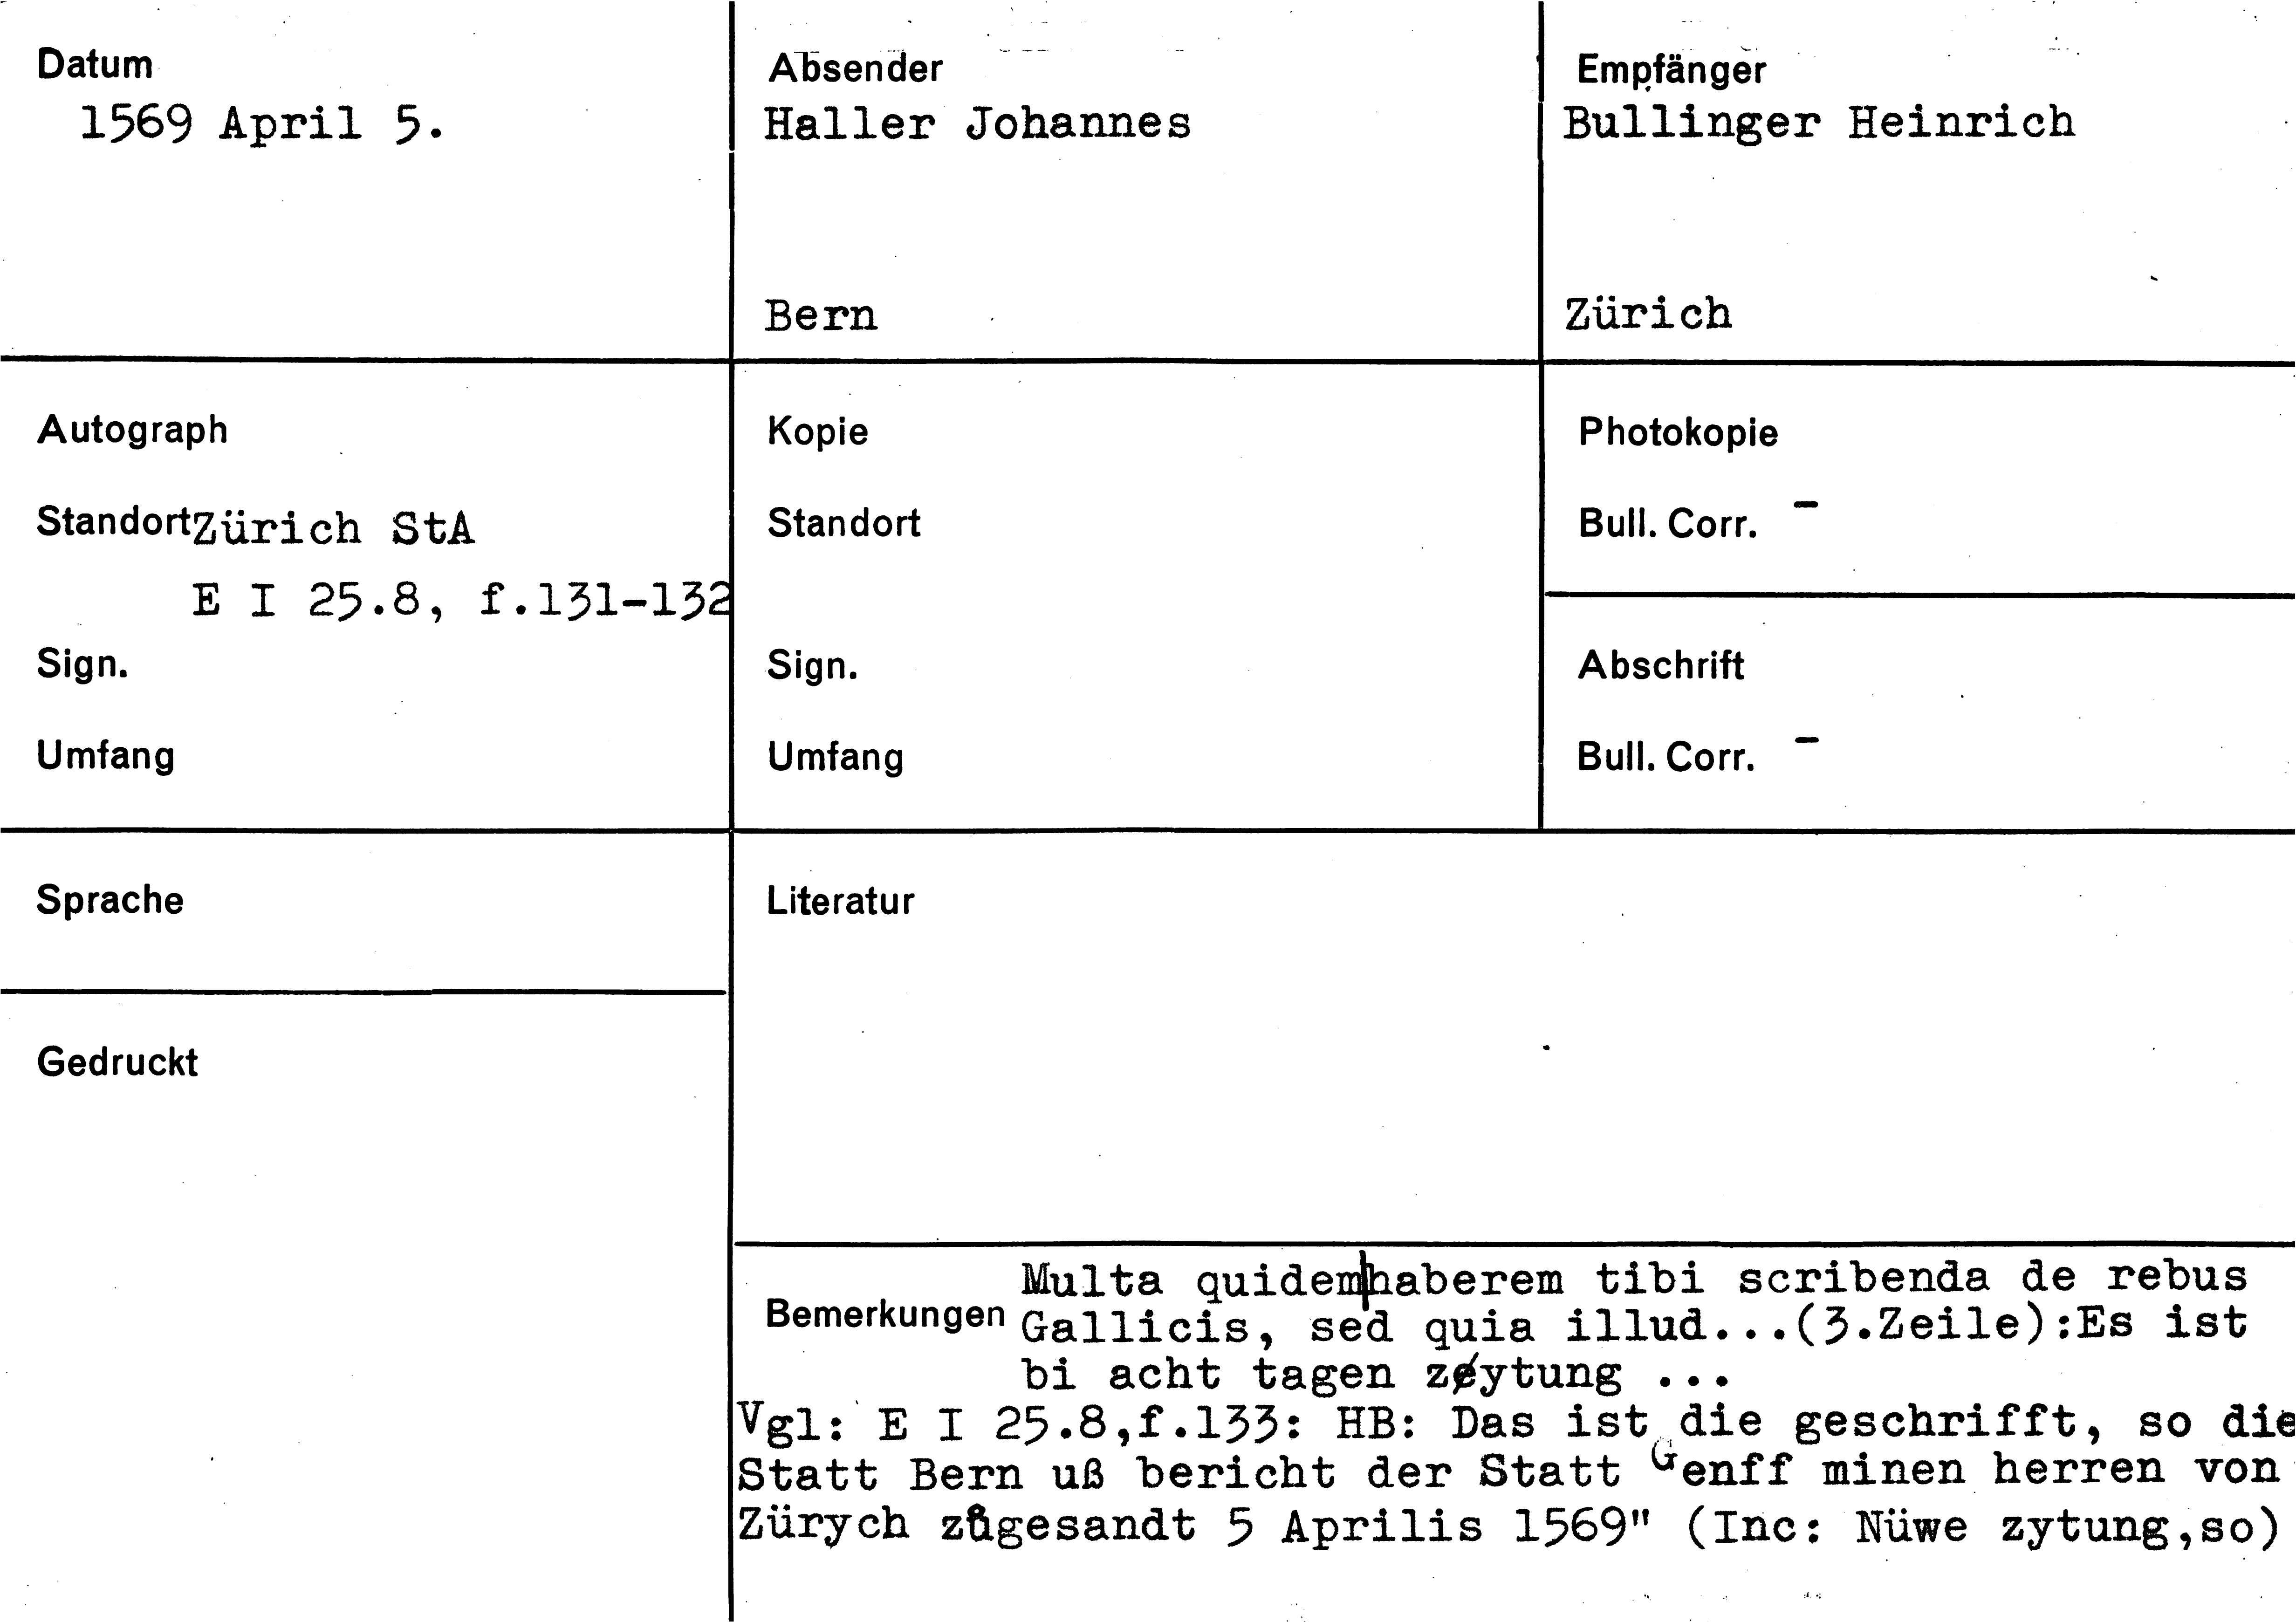 Datum
1569 April 5.
Absender
Haller Johannes
Bern
Empfänger
Bullinger Heinrich
Zürich
Autograph
Standort Zürich StA
E I 25.8, f.131-132
Sign.
Umfang
Kopie
Standort
Sign.
Umfang
Photokopie
Bull. Corr. -
Abschrift
Bull. Corr. -
Sprache
Gedruckt
Literatur
Bemerkungen
Multa quidem|haberem tibi scribenda de rebus
Gallicis, sed quia illud...(3.Zeile):Es ist
bi acht tagen zytung ...
Vgl: E I 25.8,f.133: HB: Das ist die geschrifft, so die
Statt Bern uß bericht der Statt Genff minen herren von
Zürych zůgesandt 5 Aprilis 1569" (Inc: Nüwe zytung,so)